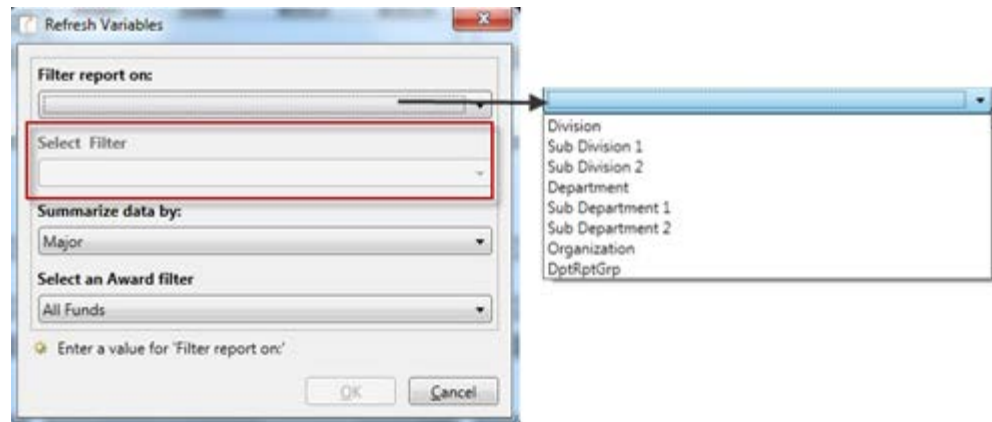 Refresh Variables
Filter report on:
Select Filter
Summarize data by:
Major
Select an Award filter
All Funds
Enter a value for 'Filter report on:'
OK
Cancel
Division
Sub Division 1
Sub Division 2
Department
Sub Department 1
Sub Department 2
Organization
DptRptGrp